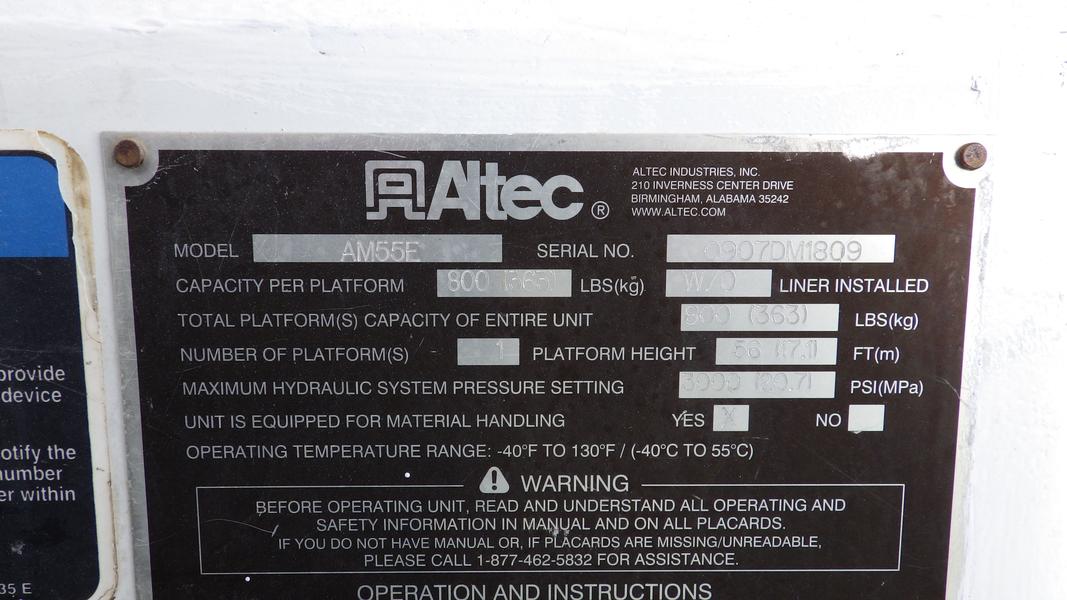 Altec®
ALTEC INDUSTRIES, INC.
210 INVERNESS CENTER DRIVE
BIRMINGHAM, ALABAMA 35242
WWW.ALTEC.COM
MODEL AM55E SERIAL NO. 0907DM1809
CAPACITY PER PLATFORM 800 (363) LBS(kg) W/O LINER INSTALLED
TOTAL PLATFORM(S) CAPACITY OF ENTIRE UNIT 800 (363) LBS(kg)
NUMBER OF PLATFORM(S) 1 PLATFORM HEIGHT 56 (17.1) FT(m)
MAXIMUM HYDRAULIC SYSTEM PRESSURE SETTING 3000 (20.7) PSI(MPa)
UNIT IS EQUIPPED FOR MATERIAL HANDLING YES X NO
OPERATING TEMPERATURE RANGE: -40°F TO 130°F / (-40°C TO 55°C)
WARNING
BEFORE OPERATING UNIT, READ AND UNDERSTAND ALL OPERATING AND
SAFETY INFORMATION IN MANUAL AND ON ALL PLACARDS.
IF YOU DO NOT HAVE MANUAL OR, IF PLACARDS ARE MISSING/UNREADABLE,
PLEASE CALL 1-877-462-5832 FOR ASSISTANCE.
OPERATION AND INSTRUCTIONS
provide
device
otify the
number
er within
35 E